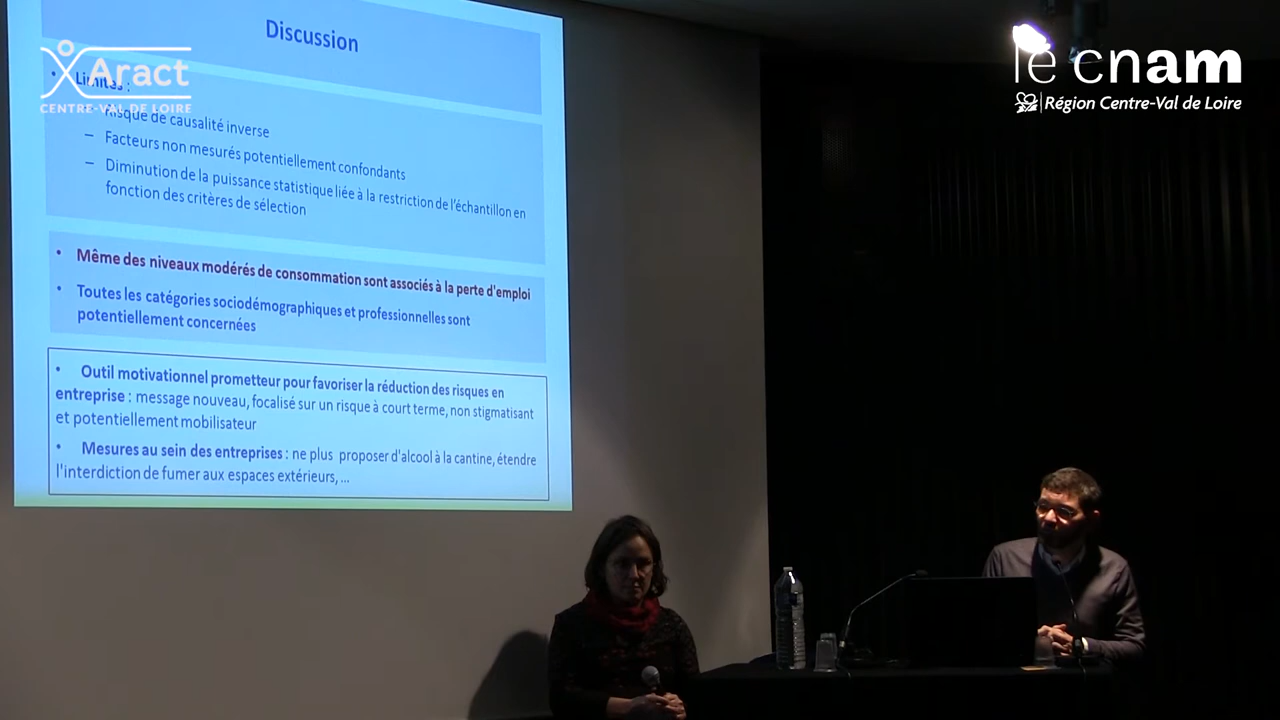 Discussion
Aract
CENTRE-VAL DE LOIRE
le cnam
Région Centre-Val de Loire
• Limites :
– Risque de causalité inverse
– Facteurs non mesurés potentiellement confondants
– Diminution de la puissance statistique liée à la restriction de l'échantillon en
fonction des critères de sélection
• Même des niveaux modérés de consommation sont associés à la perte d'emploi
• Toutes les catégories sociodémographiques et professionnelles sont
potentiellement concernées
• Outil motivationnel prometteur pour favoriser la réduction des risques en
entreprise : message nouveau, focalisé sur un risque à court terme, non stigmatisant
et potentiellement mobilisateur
• Mesures au sein des entreprises : ne plus proposer d'alcool à la cantine, étendre
l'interdiction de fumer aux espaces extérieurs, ...